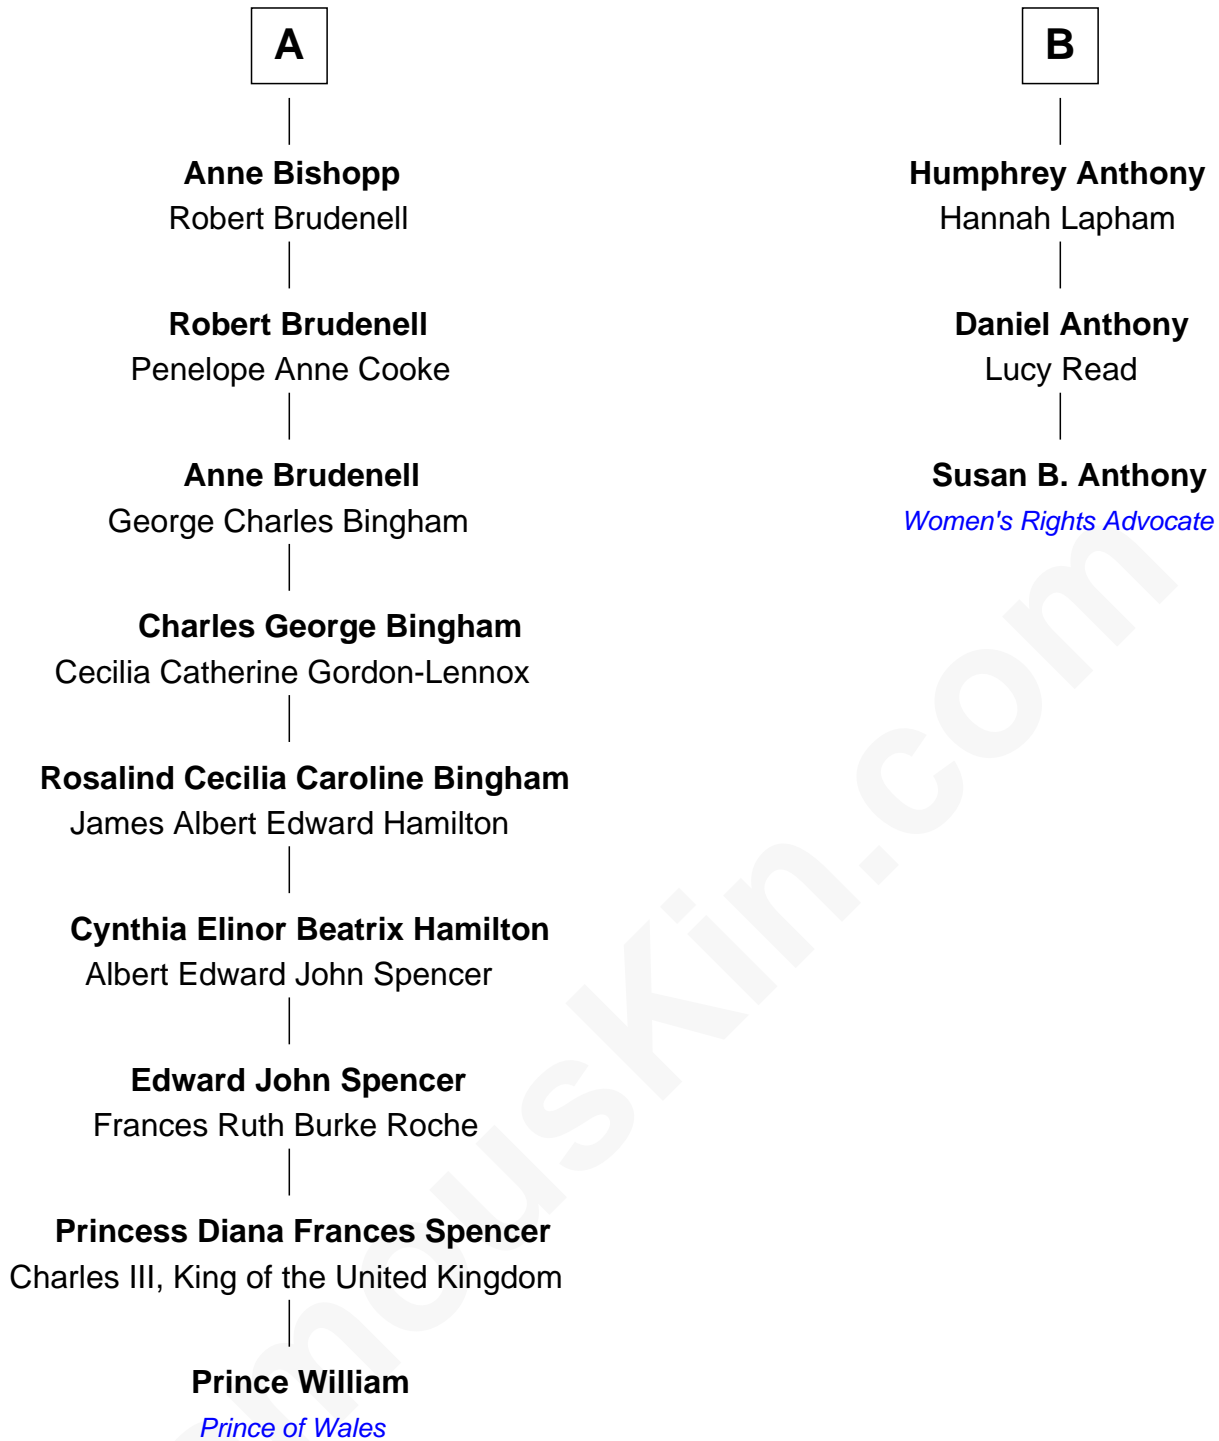 A
Anne Bishopp
Robert Brudenell
Robert Brudenell
Penelope Anne Cooke
Anne Brudenell
George Charles Bingham
Charles George Bingham
Cecilia Catherine Gordon-Lennox
Rosalind Cecilia Caroline Bingham
James Albert Edward Hamilton
Cynthia Elinor Beatrix Hamilton
Albert Edward John Spencer
Edward John Spencer
Frances Ruth Burke Roche
Princess Diana Frances Spencer
Charles III, King of the United Kingdom
Prince William
Prince of Wales
B
Humphrey Anthony
Hannah Lapham
Daniel Anthony
Lucy Read
Susan B. Anthony
Women's Rights Advocate
mouskin.com